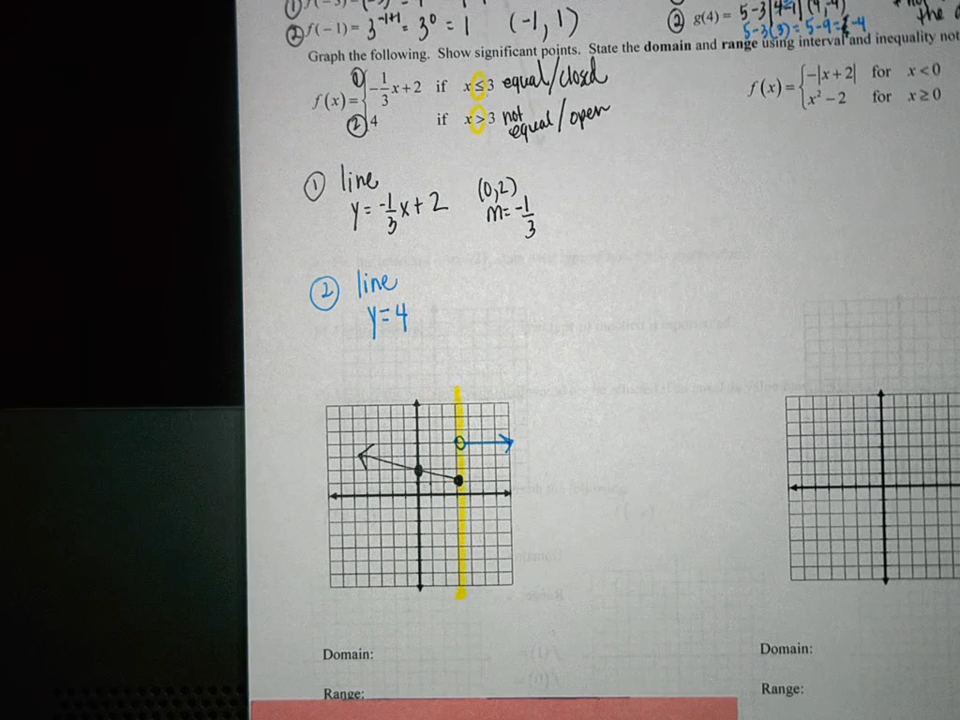 ② f(-1) = 3^{-1+1} = 3^0 = 1 (-1, 1)
② g(4) = 5-3|4-1| (4,-4)
5-3(3) = 5-9 = -4
Graph the following. Show significant points. State the domain and range using interval and inequality not
f(x) = { ① -1/3 x + 2 if x ≤ 3 equal/closed
② 4 if x > 3 not equal/open
f(x) = { -|x+2| for x < 0
x² - 2 for x ≥ 0
① line
y = -1/3 x + 2 (0,2)
m = -1/3
② line
y = 4
Domain:
Range:
Domain:
Range: